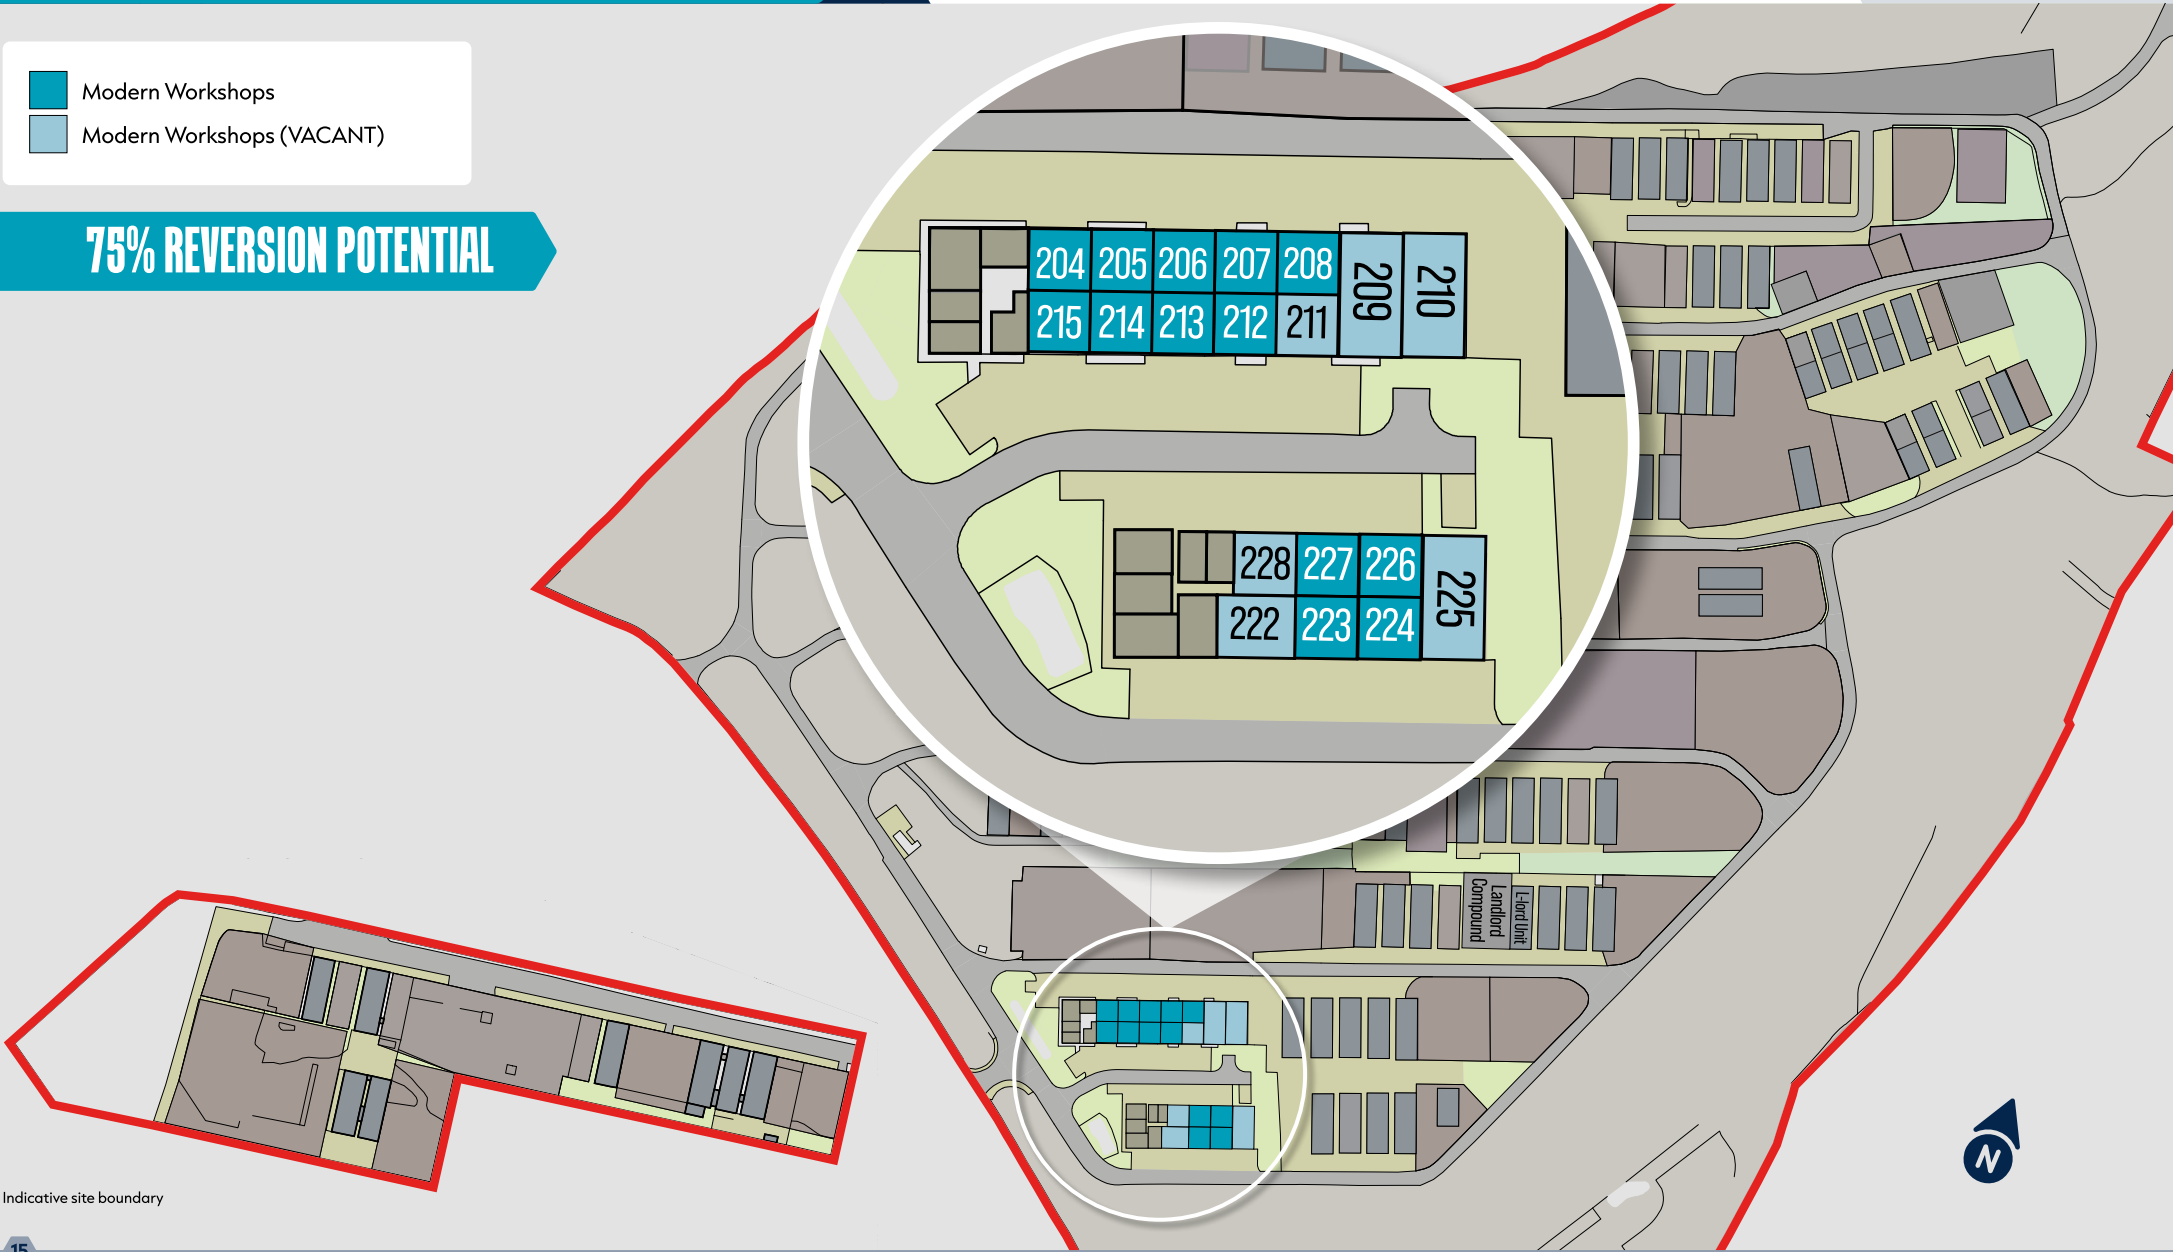 Modern Workshops
Modern Workshops (VACANT)
75% REVERSION POTENTIAL
204 205 206 207 208 209 210
215 214 213 212 211
228 227 226 225
222 223 224
Landlord
Compound
L-lord Unit
N
Indicative site boundary
15